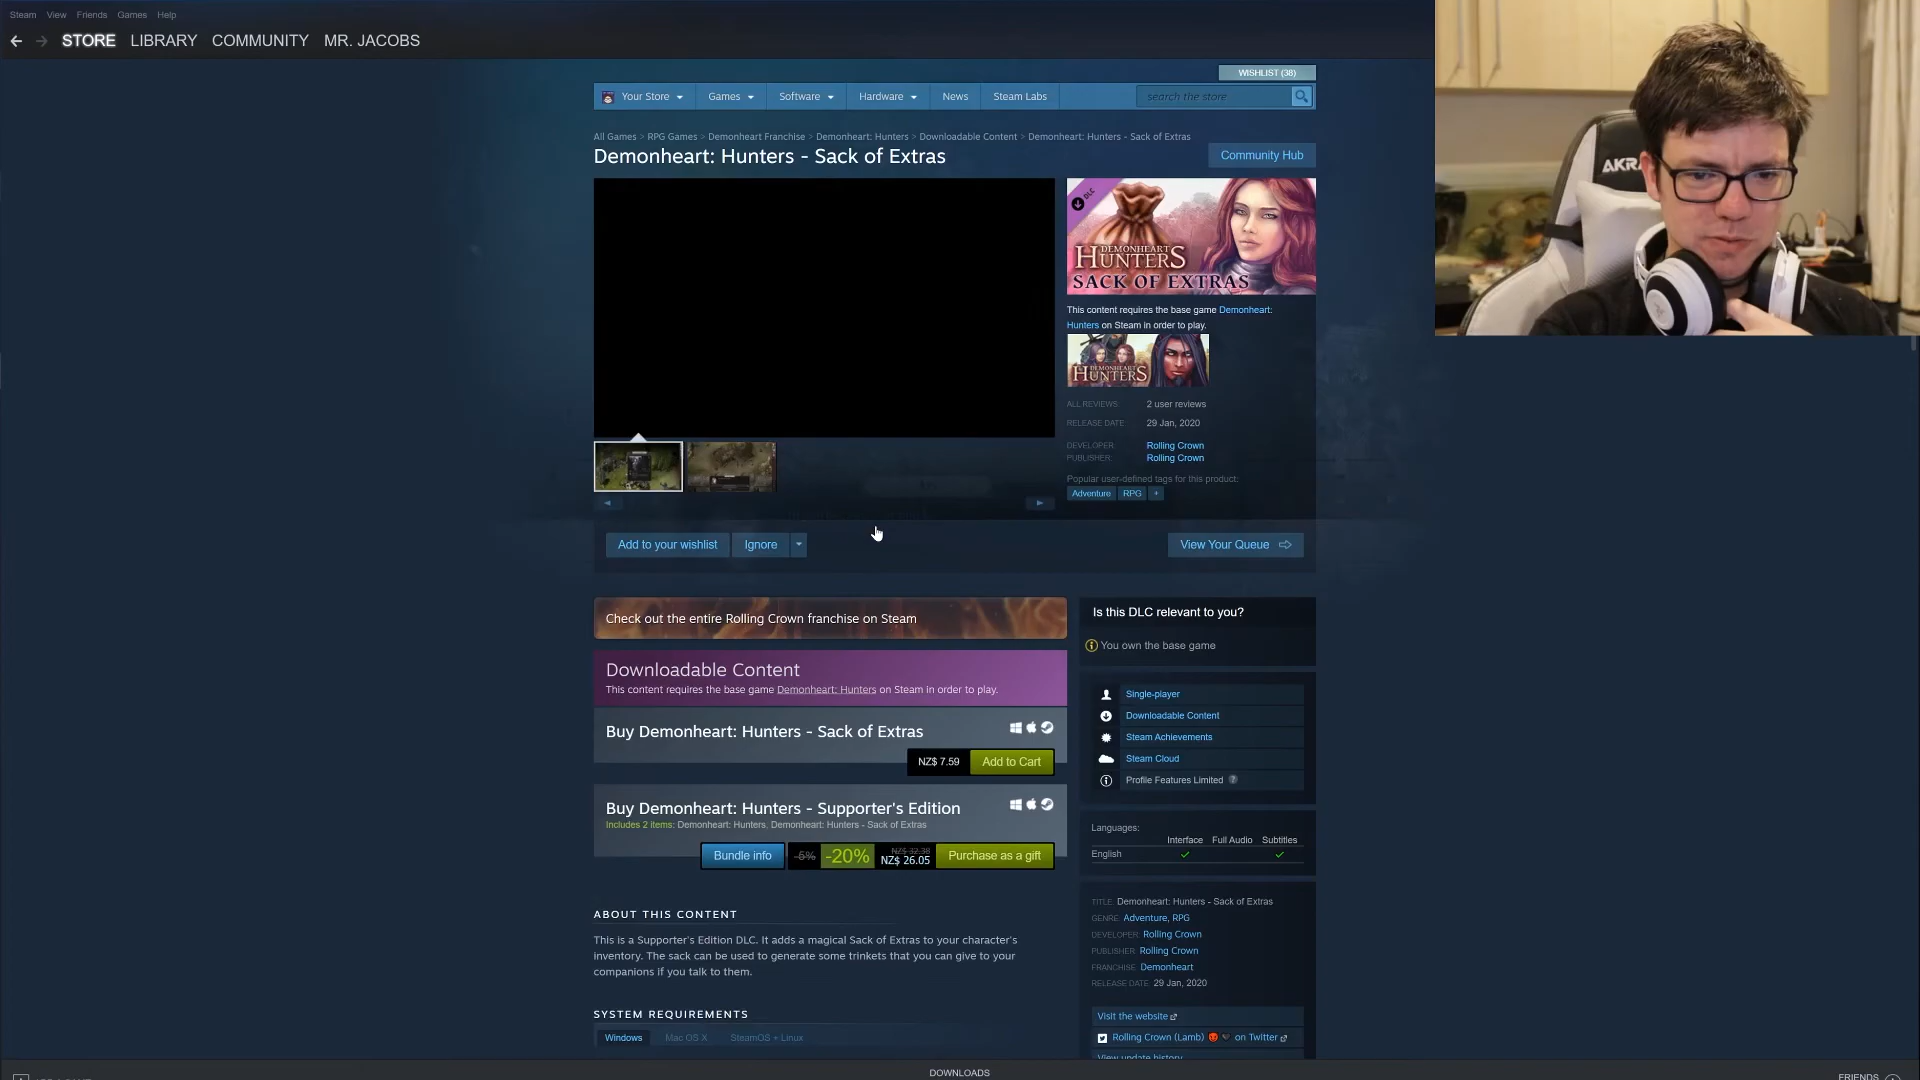 Steam View Friends Games Help
STORE LIBRARY COMMUNITY MR. JACOBS
WISHLIST (38)
Your Store Games Software Hardware News Steam Labs search the store
All Games > RPG Games > Demonheart Franchise > Demonheart: Hunters > Downloadable Content > Demonheart: Hunters - Sack of Extras
Demonheart: Hunters - Sack of Extras
Community Hub
DLC
DEMONHEART
HUNTERS
SACK OF EXTRAS
This content requires the base game Demonheart:
Hunters on Steam in order to play.
HUNTERS
ALL REVIEWS: 2 user reviews
RELEASE DATE: 29 Jan, 2020
DEVELOPER: Rolling Crown
PUBLISHER: Rolling Crown
Popular user-defined tags for this product:
Adventure RPG +
Add to your wishlist Ignore View Your Queue
Check out the entire Rolling Crown franchise on Steam
Downloadable Content
This content requires the base game Demonheart: Hunters on Steam in order to play.
Buy Demonheart: Hunters - Sack of Extras
NZ$ 7.59 Add to Cart
Buy Demonheart: Hunters - Supporter's Edition
Includes 2 items: Demonheart: Hunters, Demonheart: Hunters - Sack of Extras
Bundle info -5% -20% NZ$ 32.38 NZ$ 26.05 Purchase as a gift
ABOUT THIS CONTENT
This is a Supporter's Edition DLC. It adds a magical Sack of Extras to your character's
inventory. The sack can be used to generate some trinkets that you can give to your
companions if you talk to them.
SYSTEM REQUIREMENTS
Windows Mac OS X SteamOS + Linux
Is this DLC relevant to you?
You own the base game
Single-player
Downloadable Content
Steam Achievements
Steam Cloud
Profile Features Limited ?
Languages:
Interface Full Audio Subtitles
English
TITLE: Demonheart: Hunters - Sack of Extras
GENRE: Adventure, RPG
DEVELOPER: Rolling Crown
PUBLISHER: Rolling Crown
FRANCHISE: Demonheart
RELEASE DATE: 29 Jan, 2020
Visit the website
Rolling Crown (Lamb) on Twitter
View update history
DOWNLOADS
FRIENDS